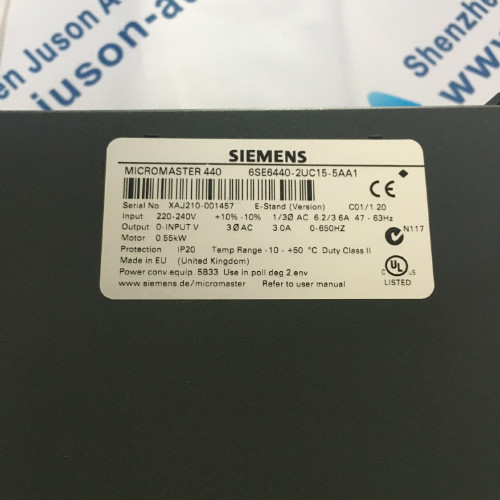 en Juson A
juson-a
Shenzhe
www
SIEMENS
MICROMASTER 440 6SE6440-2UC15-5AA1
CE
Serial No XAJ210-001457 E-Stand (Version) C01/1.20
Input 220-240V +10% -10% 1/3Ø AC 6.2/3.6A 47 - 63Hz
Output 0-INPUT V 3Ø AC 3.0A 0-650HZ
N117
Motor 0.55kW
Protection IP20 Temp Range -10 - +50 °C Duty Class II
Made in EU (United Kingdom)
Power conv.equip. 5B33. Use in poll deg 2.env
www.siemens.de/micromaster Refer to user manual
c UL US
LISTED